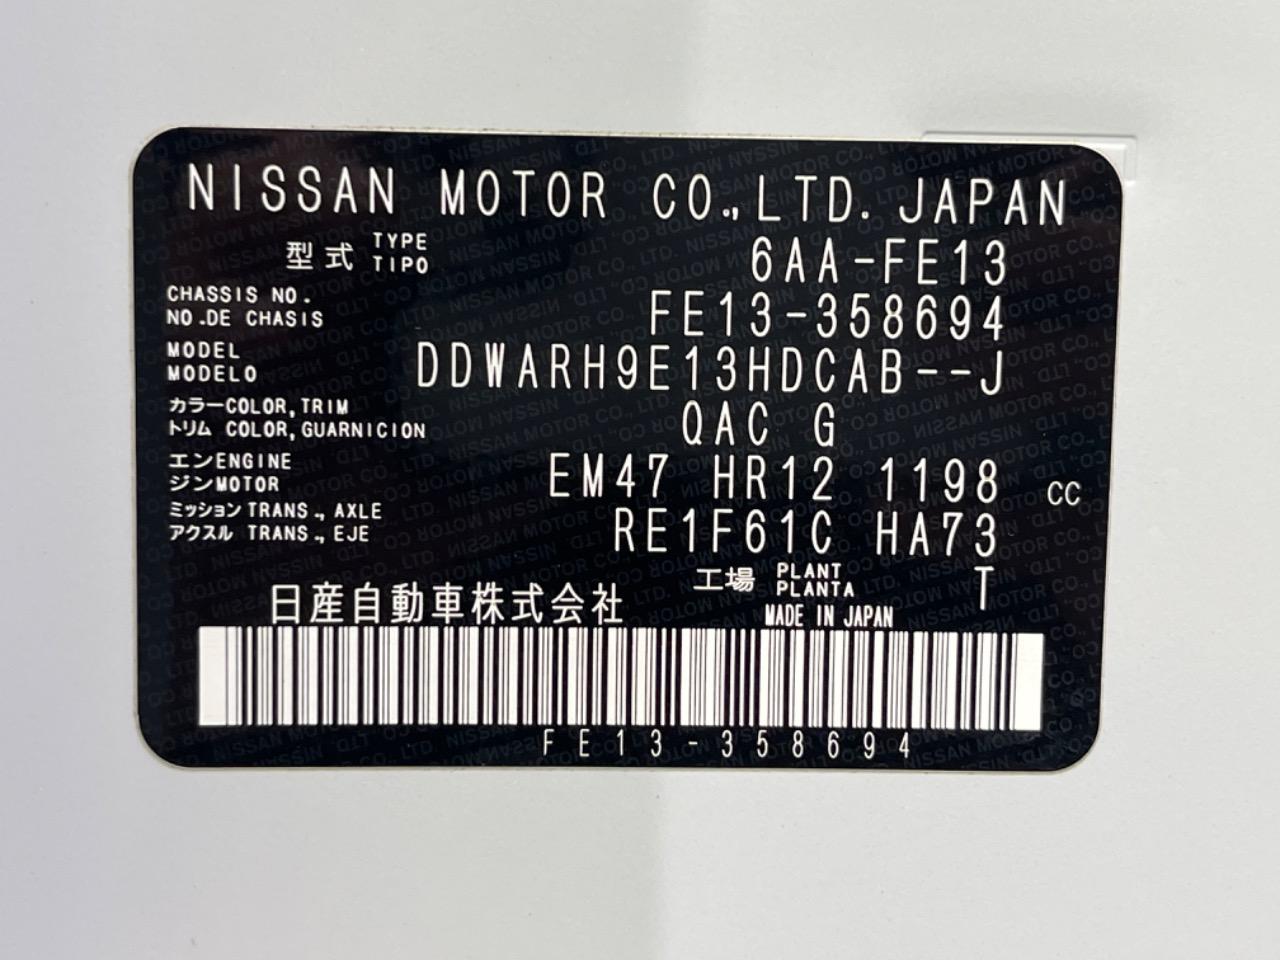 NISSAN MOTOR CO., LTD. JAPAN
型式 TYPE TIPO 6AA-FE13
CHASSIS NO.
NO.DE CHASIS FE13-358694
MODEL
MODELO DDWARH9E13HDCAB--J
カラーCOLOR, TRIM
トリム COLOR, GUARNICION QAC G
エンENGINE
ジンMOTOR EM47 HR12 1198 CC
ミッション TRANS., AXLE
アクスル TRANS., EJE RE1F61C HA73
工場 PLANT PLANTA T
日産自動車株式会社 MADE IN JAPAN
FE13-358694